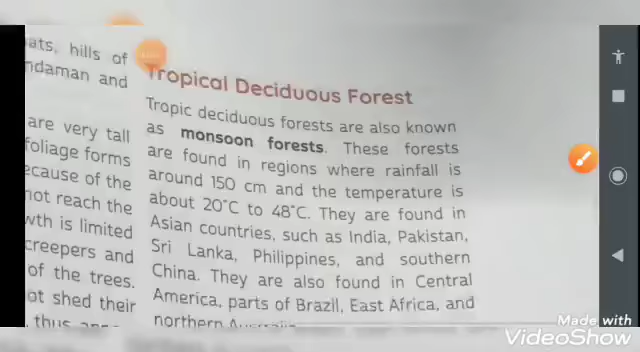 ats, hills of
ndaman and
are very tall
foliage forms
ecause of the
not reach the
wth is limited
creepers and
of the trees.
ot shed their
thus
Tropical Deciduous Forest
Tropic deciduous forests are also known
as monsoon forests. These forests
are found in regions where rainfall is
around 150 cm and the temperature is
about 20°C to 48°C. They are found in
Asian countries, such as India, Pakistan,
Sri Lanka, Philippines, and southern
China. They are also found in Central
America, parts of Brazil, East Africa, and
northern Australia
Made with
VideoShow